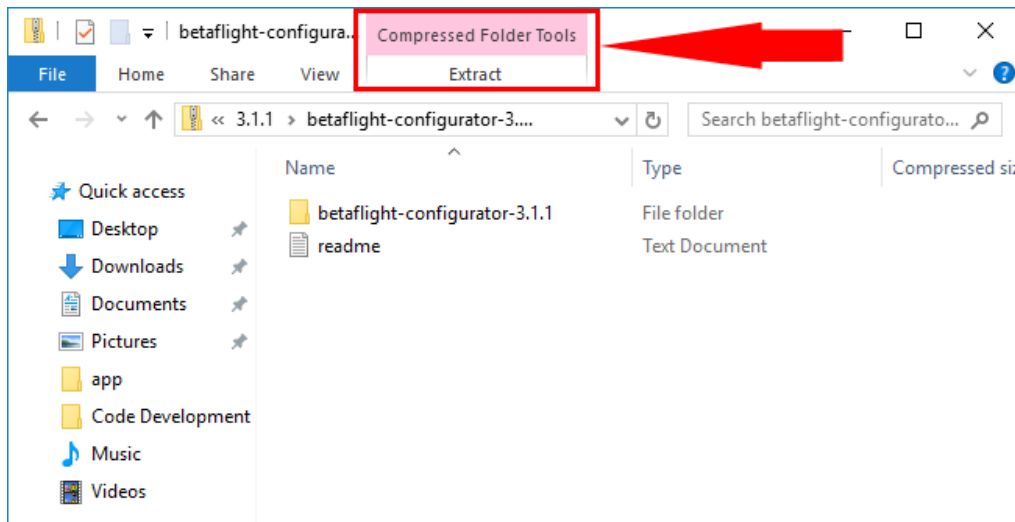 betaflight-configura...
Compressed Folder Tools
File Home Share View Extract
« 3.1.1 › betaflight-configurator-3....
Search betaflight-configurato...
Name Type Compressed
Quick access
betaflight-configurator-3.1.1 File folder
Desktop
readme Text Document
Downloads
Documents
Pictures
app
Code Development
Music
Videos